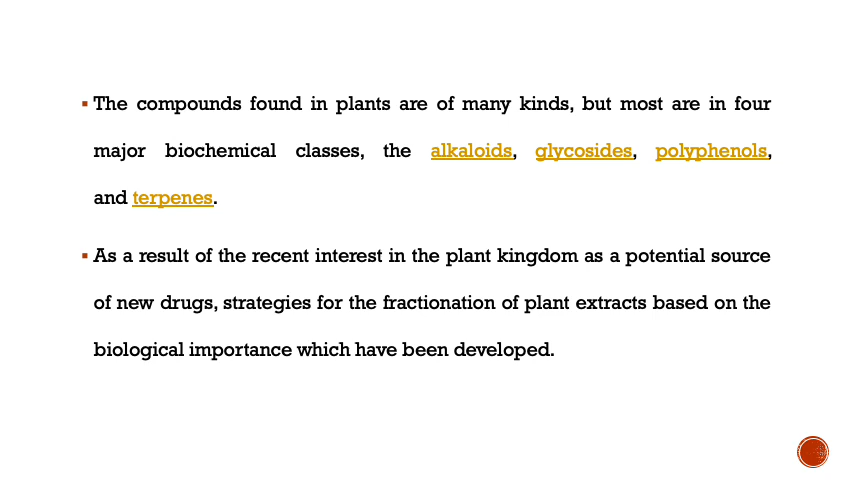 ▪ The compounds found in plants are of many kinds, but most are in four
major biochemical classes, the alkaloids, glycosides, polyphenols,
and terpenes.
▪ As a result of the recent interest in the plant kingdom as a potential source
of new drugs, strategies for the fractionation of plant extracts based on the
biological importance which have been developed.